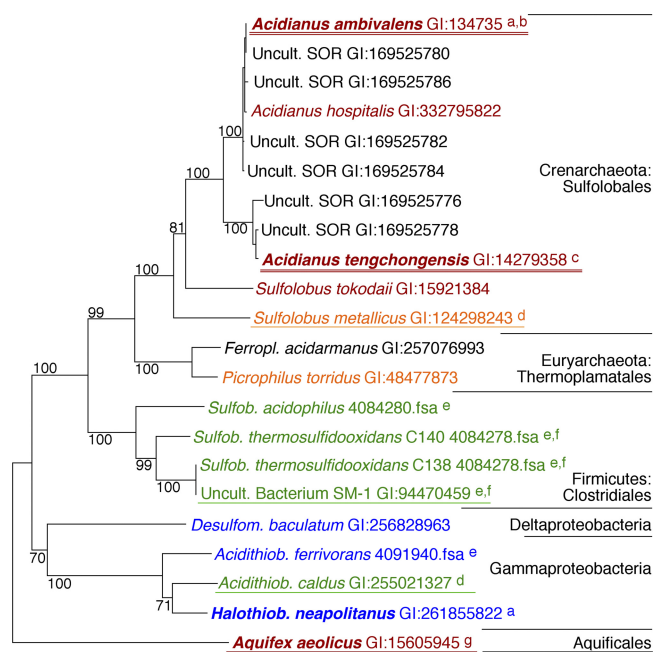 Acidianus ambivalens GI:134735 a,b
Uncult. SOR GI:169525780
Uncult. SOR GI:169525786
Acidianus hospitalis GI:332795822
100
Uncult. SOR GI:169525782
Uncult. SOR GI:169525784
Crenarchaeota:
Sulfolobales
100
Uncult. SOR GI:169525776
100
Uncult. SOR GI:169525778
81
Acidianus tengchongensis GI:14279358 c
100
Sulfolobus tokodaii GI:15921384
99
Sulfolobus metallicus GI:124298243 d
Ferropl. acidarmanus GI:257076993
Euryarchaeota:
Thermoplamatales
100
100
Picrophilus torridus GI:48477873
Sulfob. acidophilus 4084280.fsa e
100
Sulfob. thermosulfidooxidans C140 4084278.fsa e,f
99
Sulfob. thermosulfidooxidans C138 4084278.fsa e,f
100
Uncult. Bacterium SM-1 GI:94470459 e,f
Firmicutes:
Clostridiales
Desulfom. baculatum GI:256828963
Deltaproteobacteria
70
Acidithiob. ferrivorans 4091940.fsa e
Gammaproteobacteria
100
Acidithiob. caldus GI:255021327 d
71
Halothiob. neapolitanus GI:261855822 a
Aquifex aeolicus GI:15605945 g
Aquificales